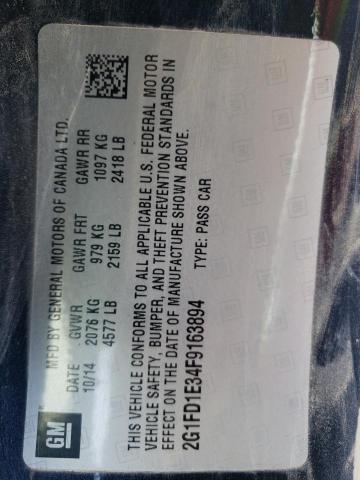 GM
MFD BY GENERAL MOTORS OF CANADA LTD.
DATE GVWR GAWR FRT GAWR RR
10/14 2076 KG 979 KG 1097 KG
4577 LB 2159 LB 2418 LB
THIS VEHICLE CONFORMS TO ALL APPLICABLE U.S. FEDERAL MOTOR
VEHICLE SAFETY, BUMPER, AND THEFT PREVENTION STANDARDS IN
EFFECT ON THE DATE OF MANUFACTURE SHOWN ABOVE.
2G1FD1E34F9163894 TYPE: PASS CAR